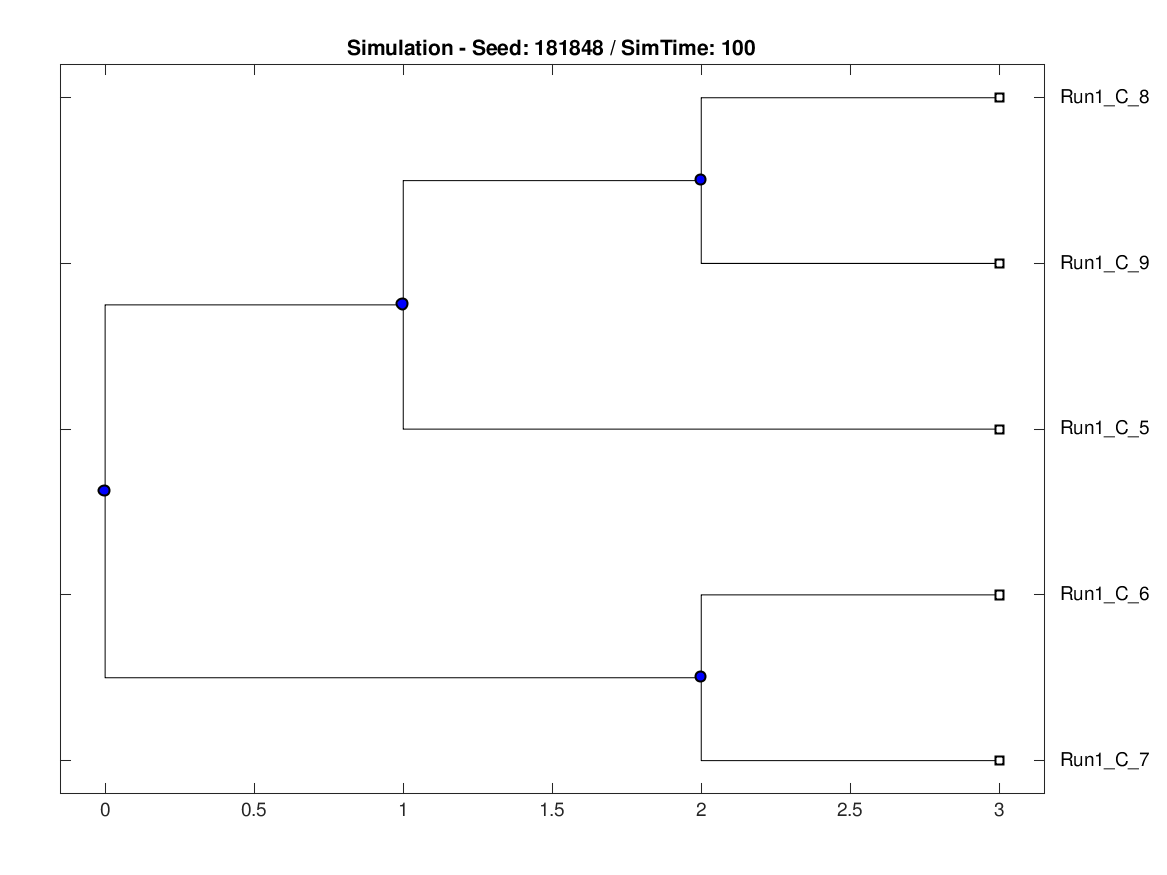 Simulation - Seed: 181848 / SimTime: 100
Run1_C_8
Run1_C_9
Run1_C_5
Run1_C_6
Run1_C_7
0 0.5 1 1.5 2 2.5 3